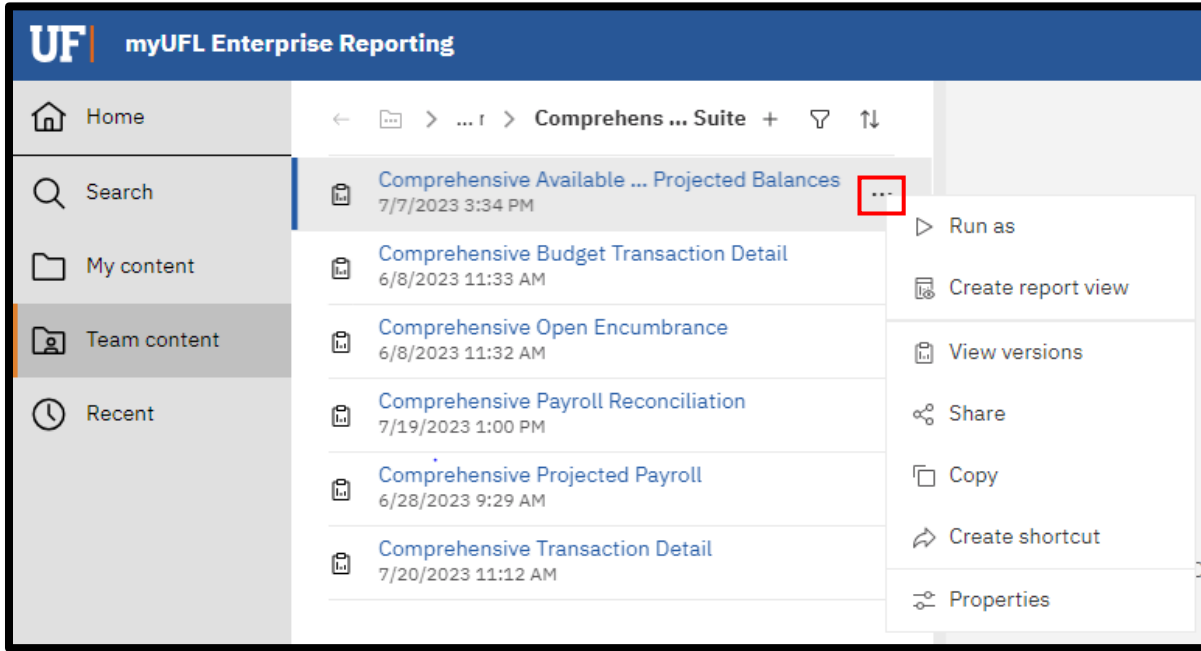 UF myUFL Enterprise Reporting
Home
Search
My content
Team content
Recent
... r > Comprehens ... Suite +
Comprehensive Available ... Projected Balances ...
7/7/2023 3:34 PM
Comprehensive Budget Transaction Detail
6/8/2023 11:33 AM
Comprehensive Open Encumbrance
6/8/2023 11:32 AM
Comprehensive Payroll Reconciliation
7/19/2023 1:00 PM
Comprehensive Projected Payroll
6/28/2023 9:29 AM
Comprehensive Transaction Detail
7/20/2023 11:12 AM
Run as
Create report view
View versions
Share
Copy
Create shortcut
Properties